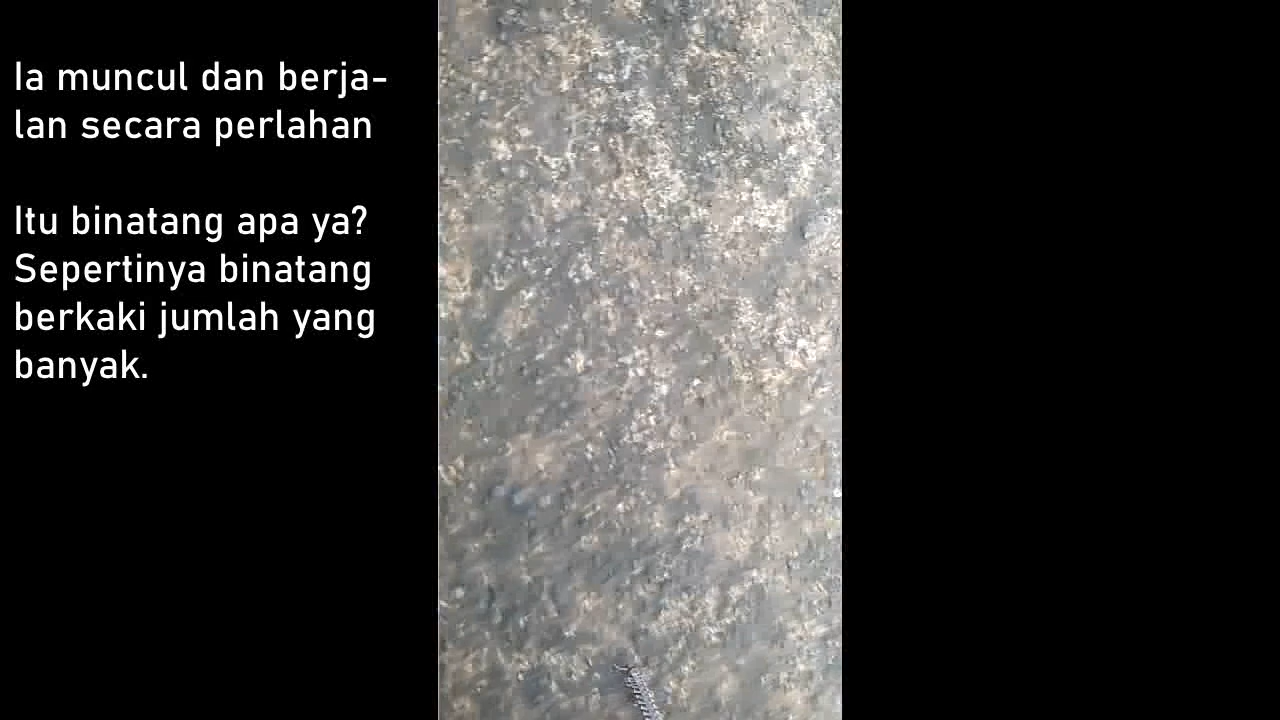 Ia muncul dan berja-
lan secara perlahan
Itu binatang apa ya?
Sepertinya binatang
berkaki jumlah yang
banyak.